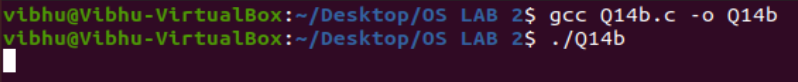 vibhu@Vibhu-VirtualBox:~/Desktop/OS LAB 2$ gcc Q14b.c -o Q14b
vibhu@Vibhu-VirtualBox:~/Desktop/OS LAB 2$ ./Q14b